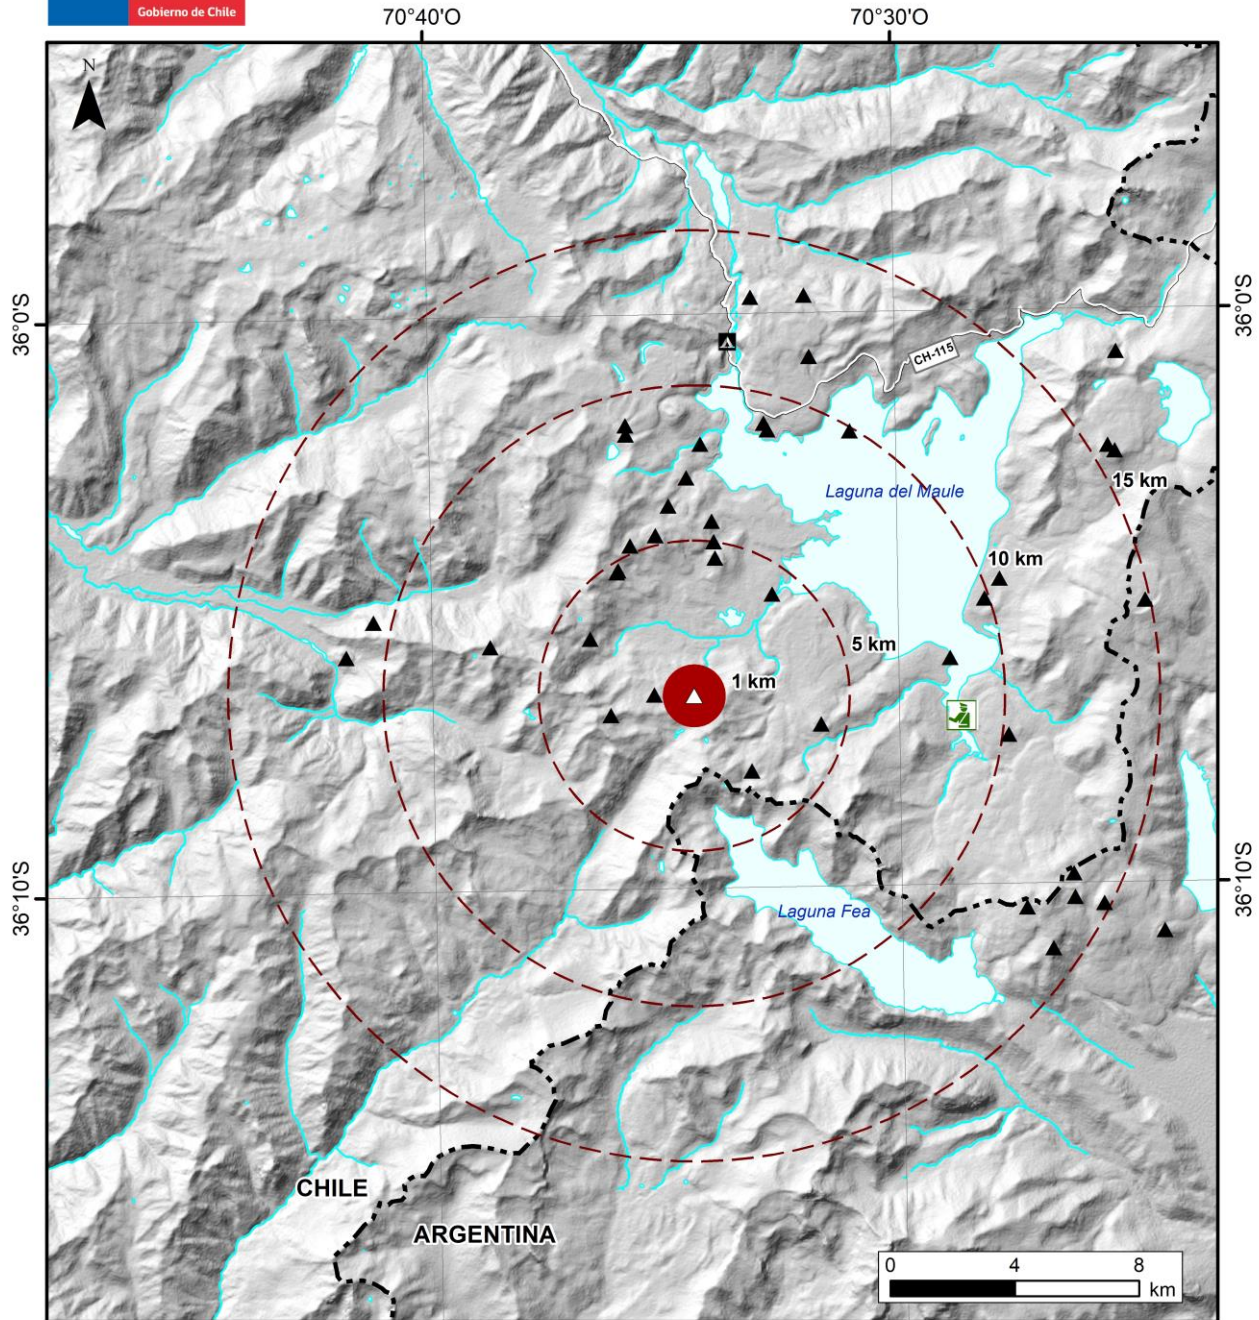 Gobierno de Chile
70°40'O
70°30'O
N
36°0'S
36°0'S
CH-115
15 km
Laguna del Maule
10 km
5 km
1 km
36°10'S
36°10'S
Laguna Fea
CHILE
ARGENTINA
0
4
8
km